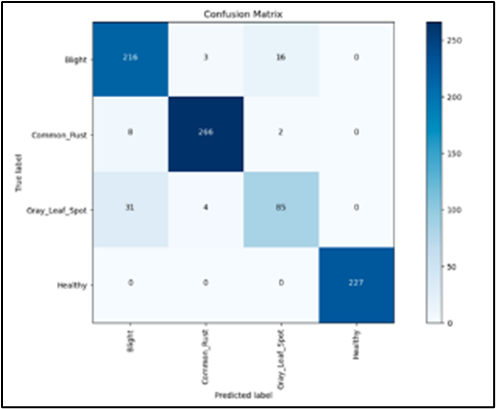 Confusion Matrix
Blight 216 3 16 0
Common_Rust 8 266 2 0
Gray_Leaf_Spot 31 4 85 0
Healthy 0 0 0 227
Blight Common_Rust Gray_Leaf_Spot Healthy
True label
Predicted label
250
200
150
100
50
0